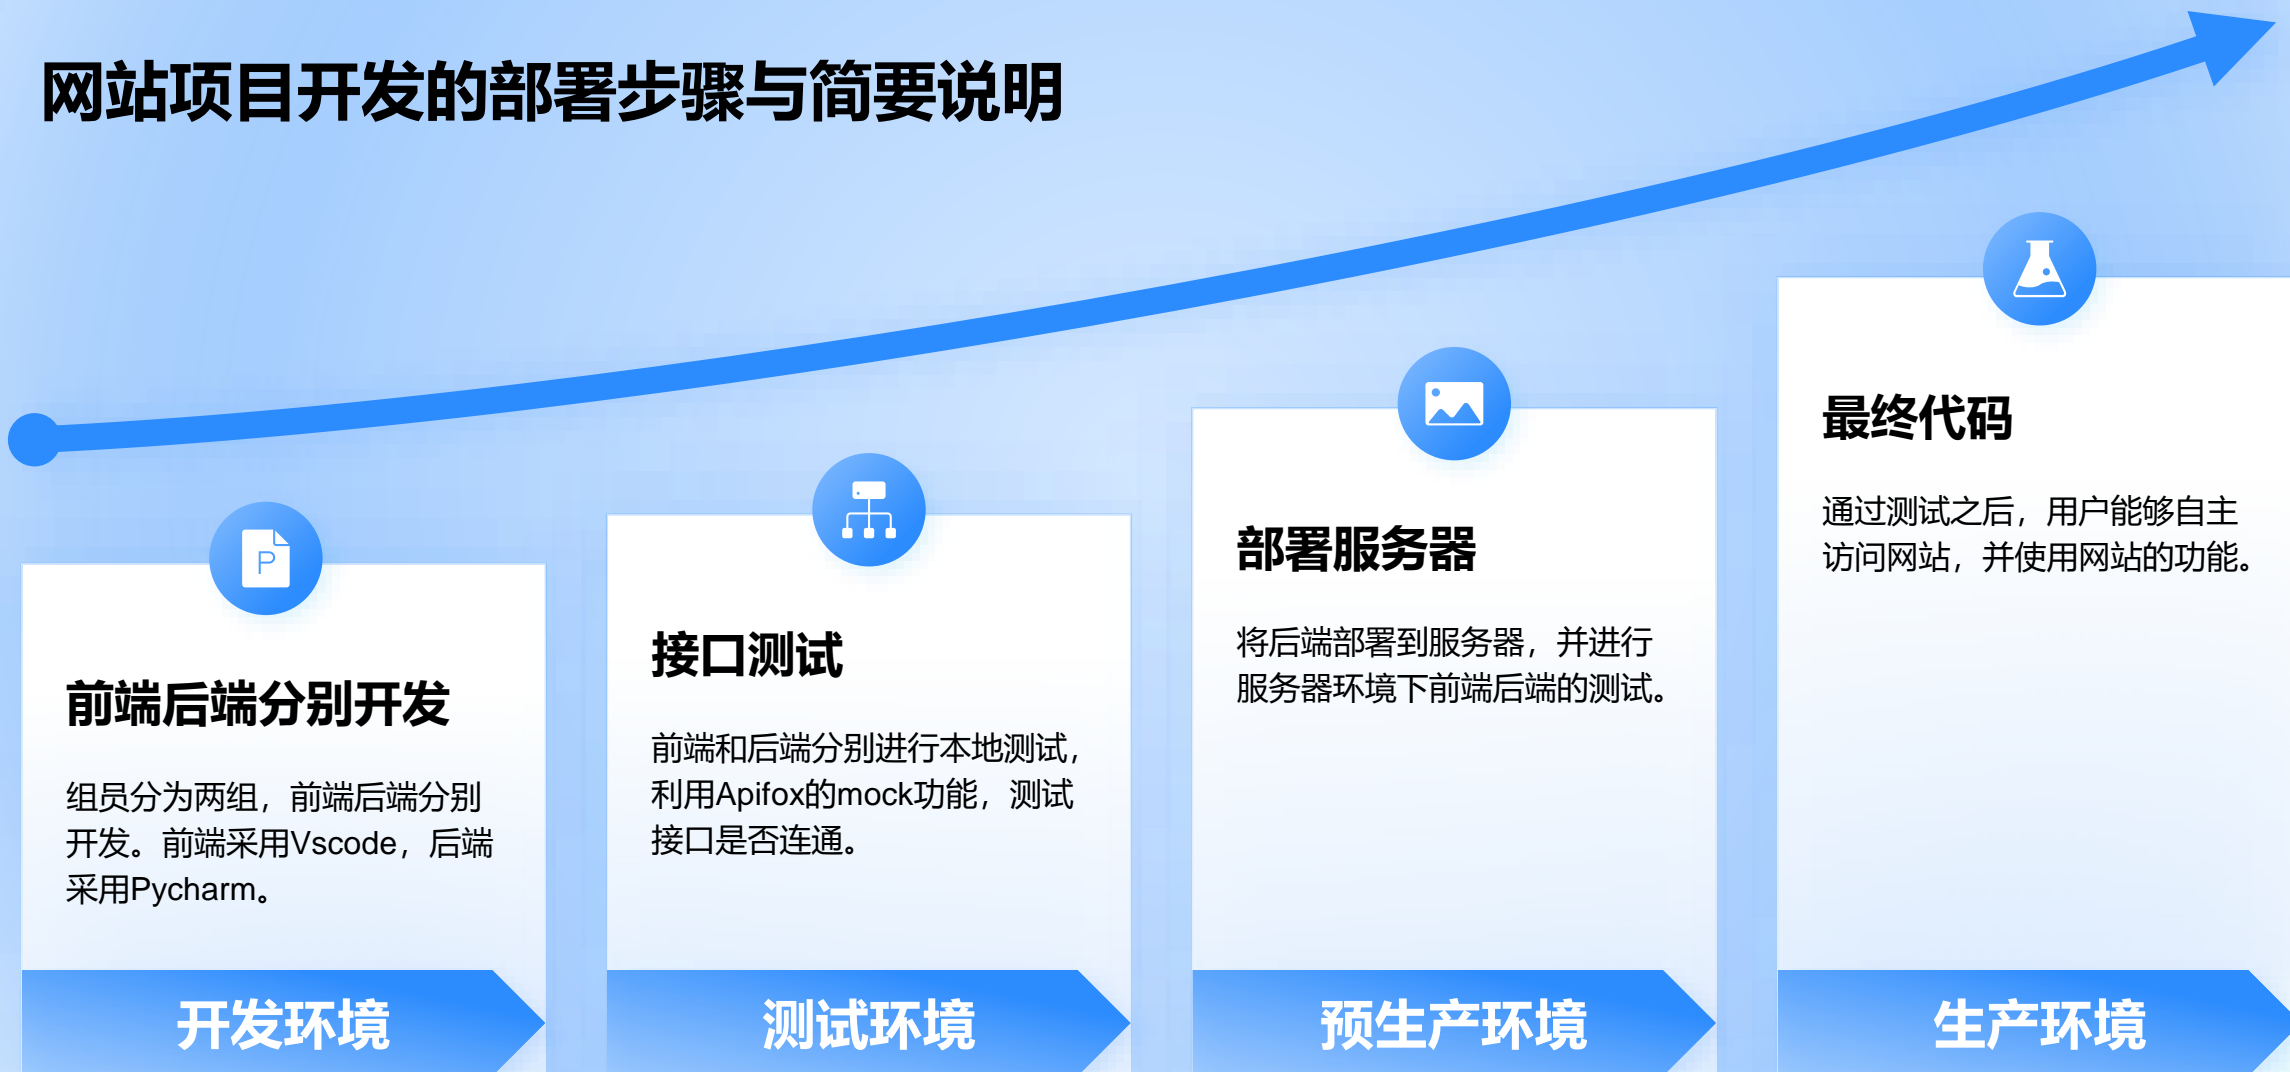 网站项目开发的部署步骤与简要说明
P
前端后端分别开发
组员分为两组，前端后端分别
开发。前端采用Vscode，后端
采用Pycharm。
开发环境
接口测试
前端和后端分别进行本地测试，
利用Apifox的mock功能，测试
接口是否连通。
测试环境
部署服务器
将后端部署到服务器，并进行
服务器环境下前端后端的测试。
预生产环境
最终代码
通过测试之后，用户能够自主
访问网站，并使用网站的功能。
生产环境